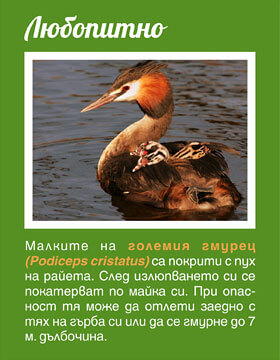 Любопитно
Малките на големия гмурец
(Podiceps cristatus) са покрити с пух
на райета. След излюпването си се
покатерват по майка си. При опас-
ност тя може да отлети заедно с
тях на гърба си или да се гмурне до 7
м. дълбочина.